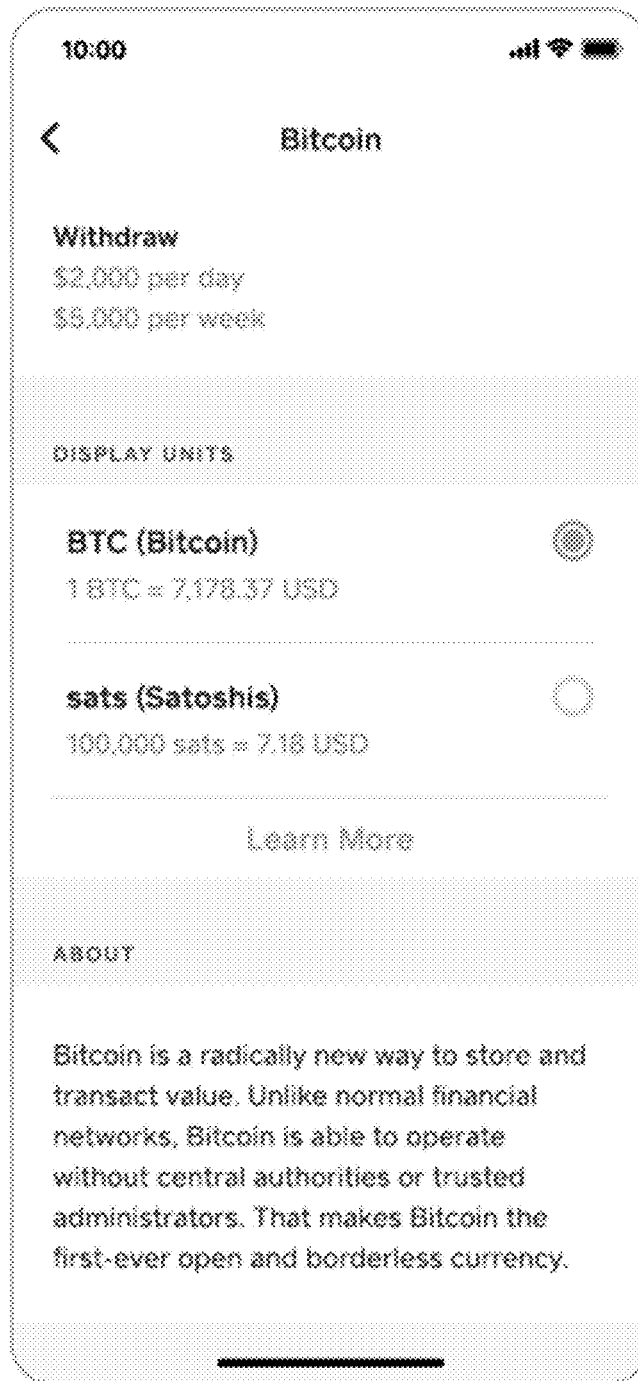 10:00
Bitcoin
Withdraw
$2,000 per day
$5,000 per week
DISPLAY UNITS
BTC (Bitcoin)
1 BTC = 7,178.37 USD
sats (Satoshis)
100,000 sats = 7.18 USD
Learn More
ABOUT
Bitcoin is a radically new way to store and
transact value. Unlike normal financial
networks, Bitcoin is able to operate
without central authorities or trusted
administrators. That makes Bitcoin the
first-ever open and borderless currency.